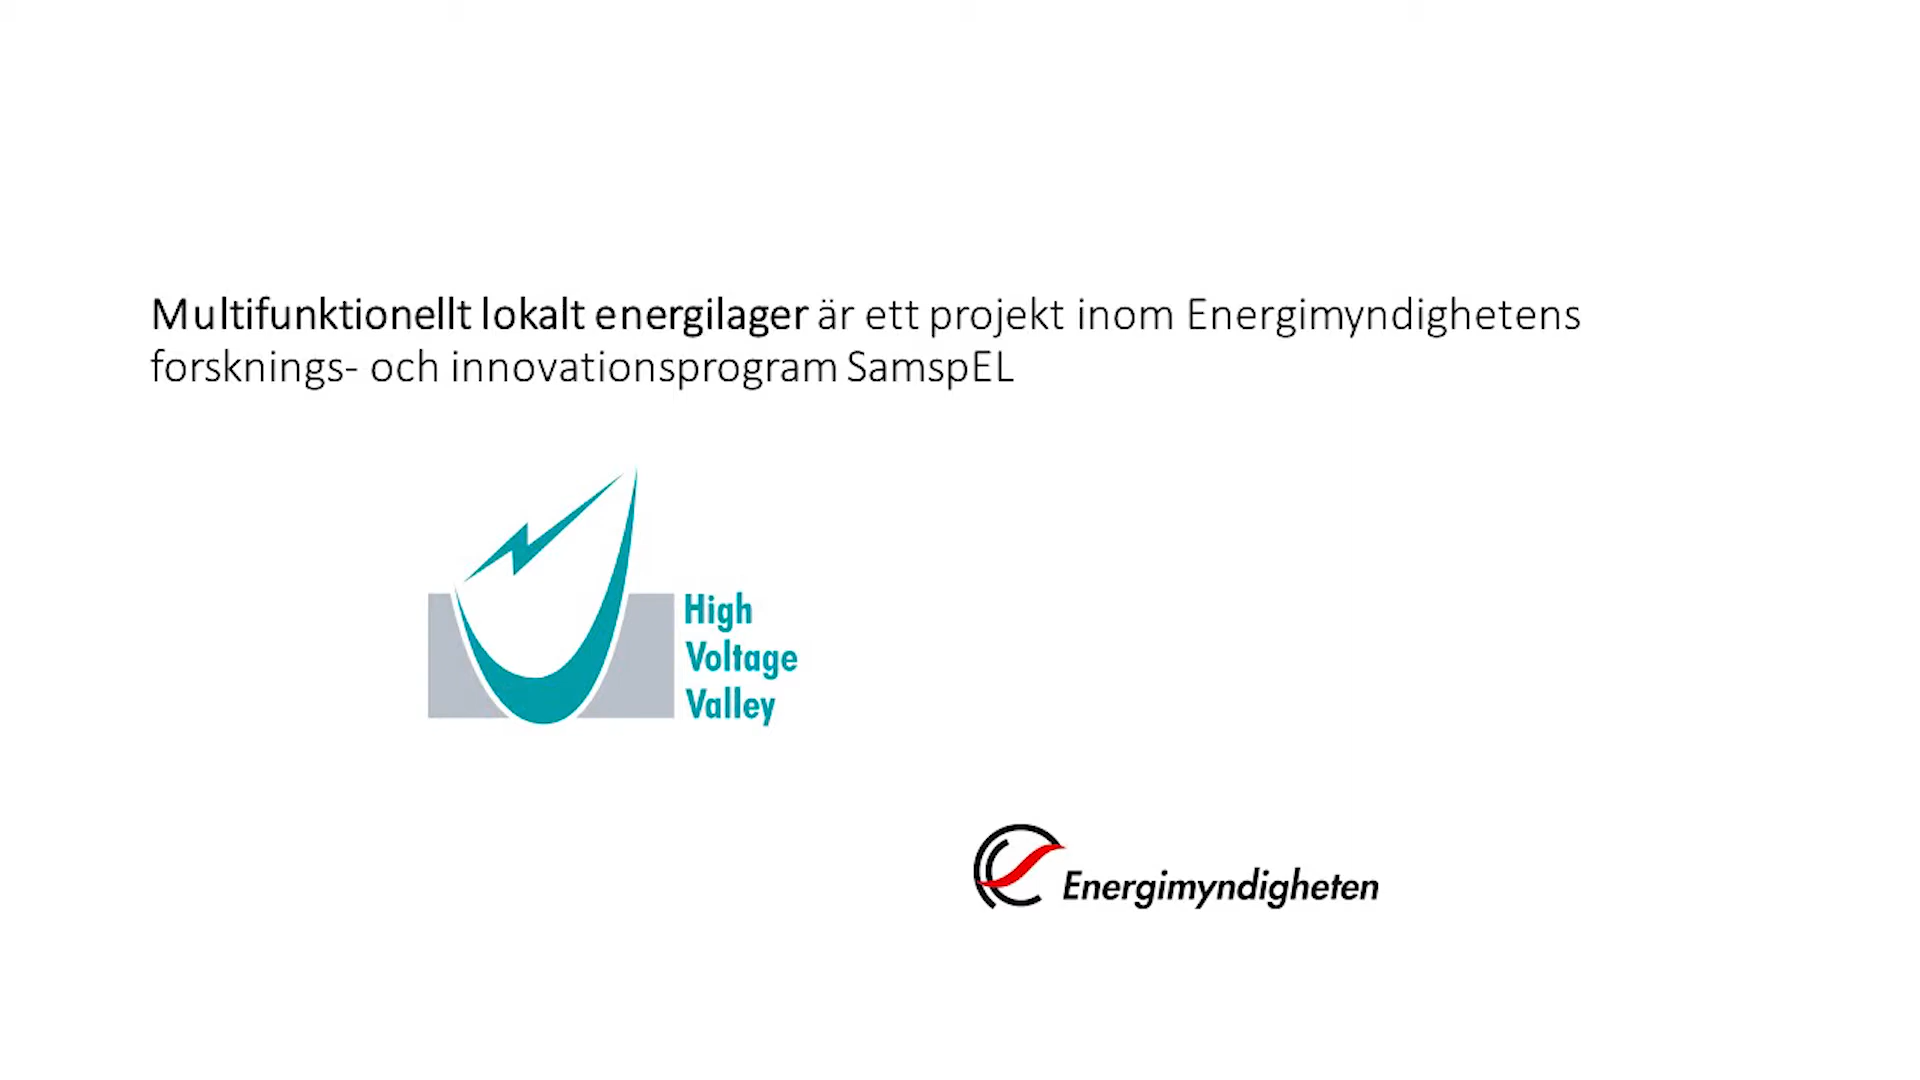 Multifunktionellt lokalt energilager är ett projekt inom Energimyndighetens
forsknings- och innovationsprogram SamspEL
High
Voltage
Valley
Energimyndigheten